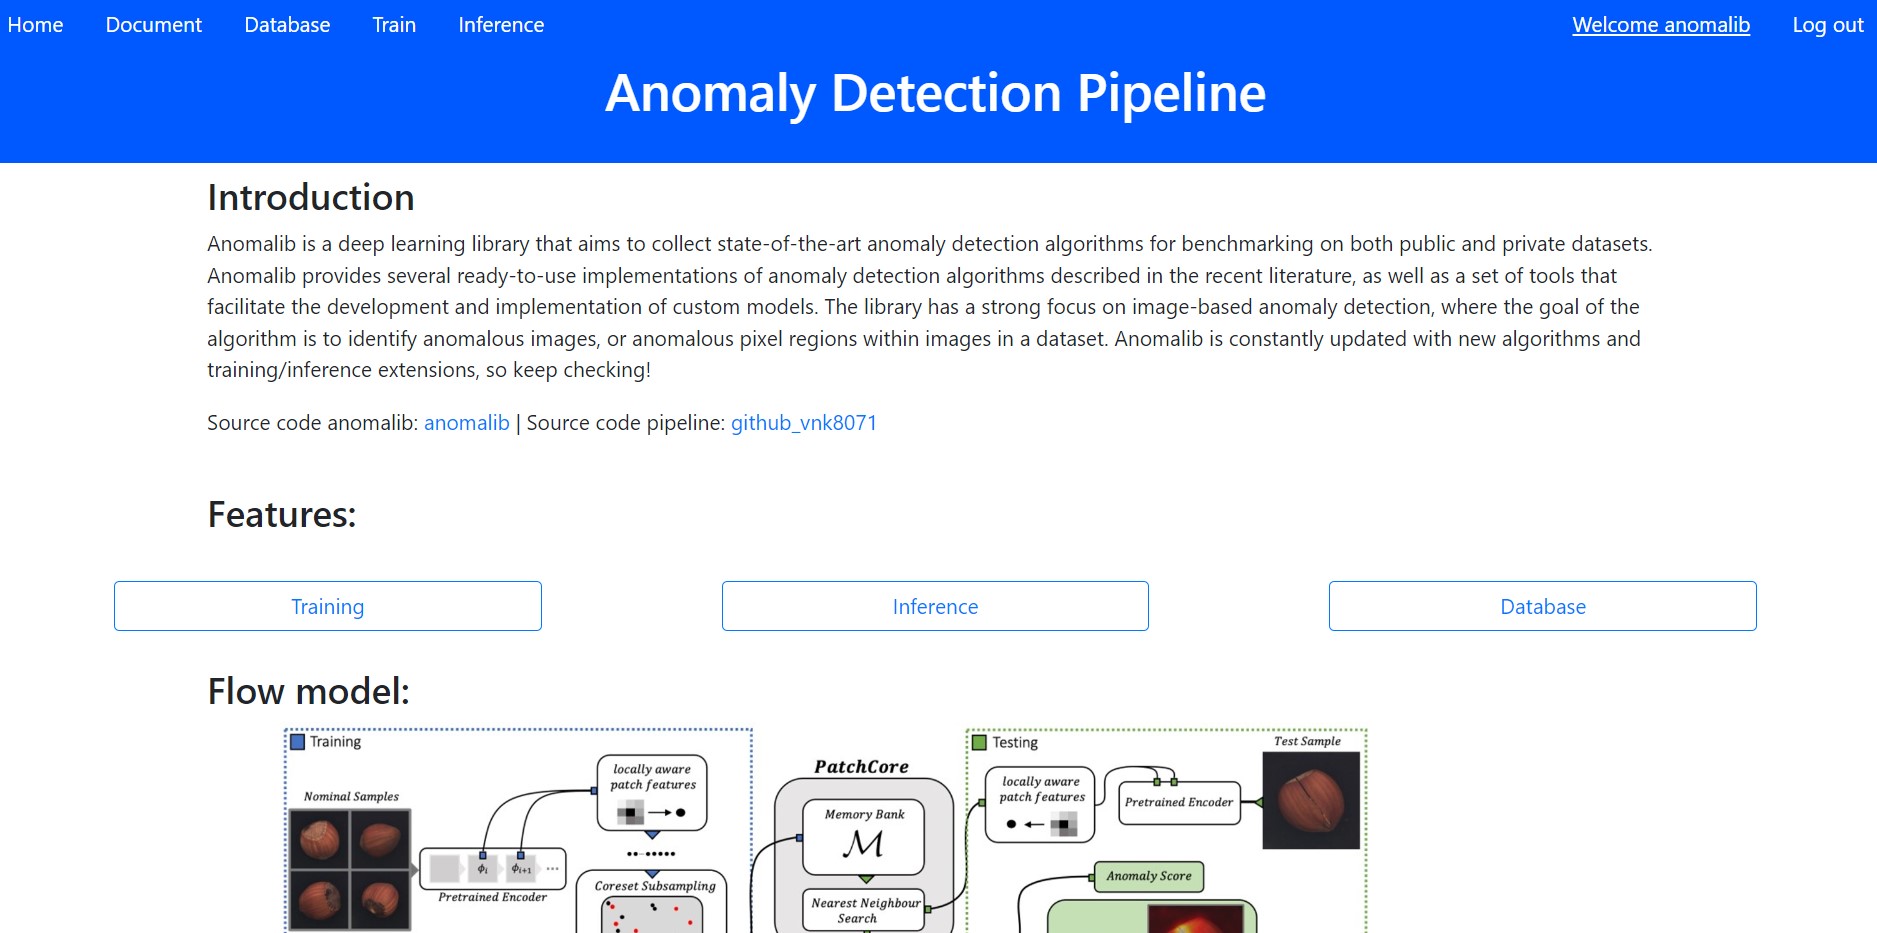 Home Document Database Train Inference Welcome anomalib Log out
Anomaly Detection Pipeline
Introduction
Anomalib is a deep learning library that aims to collect state-of-the-art anomaly detection algorithms for benchmarking on both public and private datasets.
Anomalib provides several ready-to-use implementations of anomaly detection algorithms described in the recent literature, as well as a set of tools that
facilitate the development and implementation of custom models. The library has a strong focus on image-based anomaly detection, where the goal of the
algorithm is to identify anomalous images, or anomalous pixel regions within images in a dataset. Anomalib is constantly updated with new algorithms and
training/inference extensions, so keep checking!
Source code anomalib: anomalib | Source code pipeline: github_vnk8071
Features:
Training Inference Database
Flow model:
Training
Nominal Samples
ϕi ϕi+1 ...
Pretrained Encoder
locally aware
patch features
Coreset Subsampling
PatchCore
Memory Bank
M
Nearest Neighbour
Search
Testing
locally aware
patch features
Pretrained Encoder
Test Sample
Anomaly Score